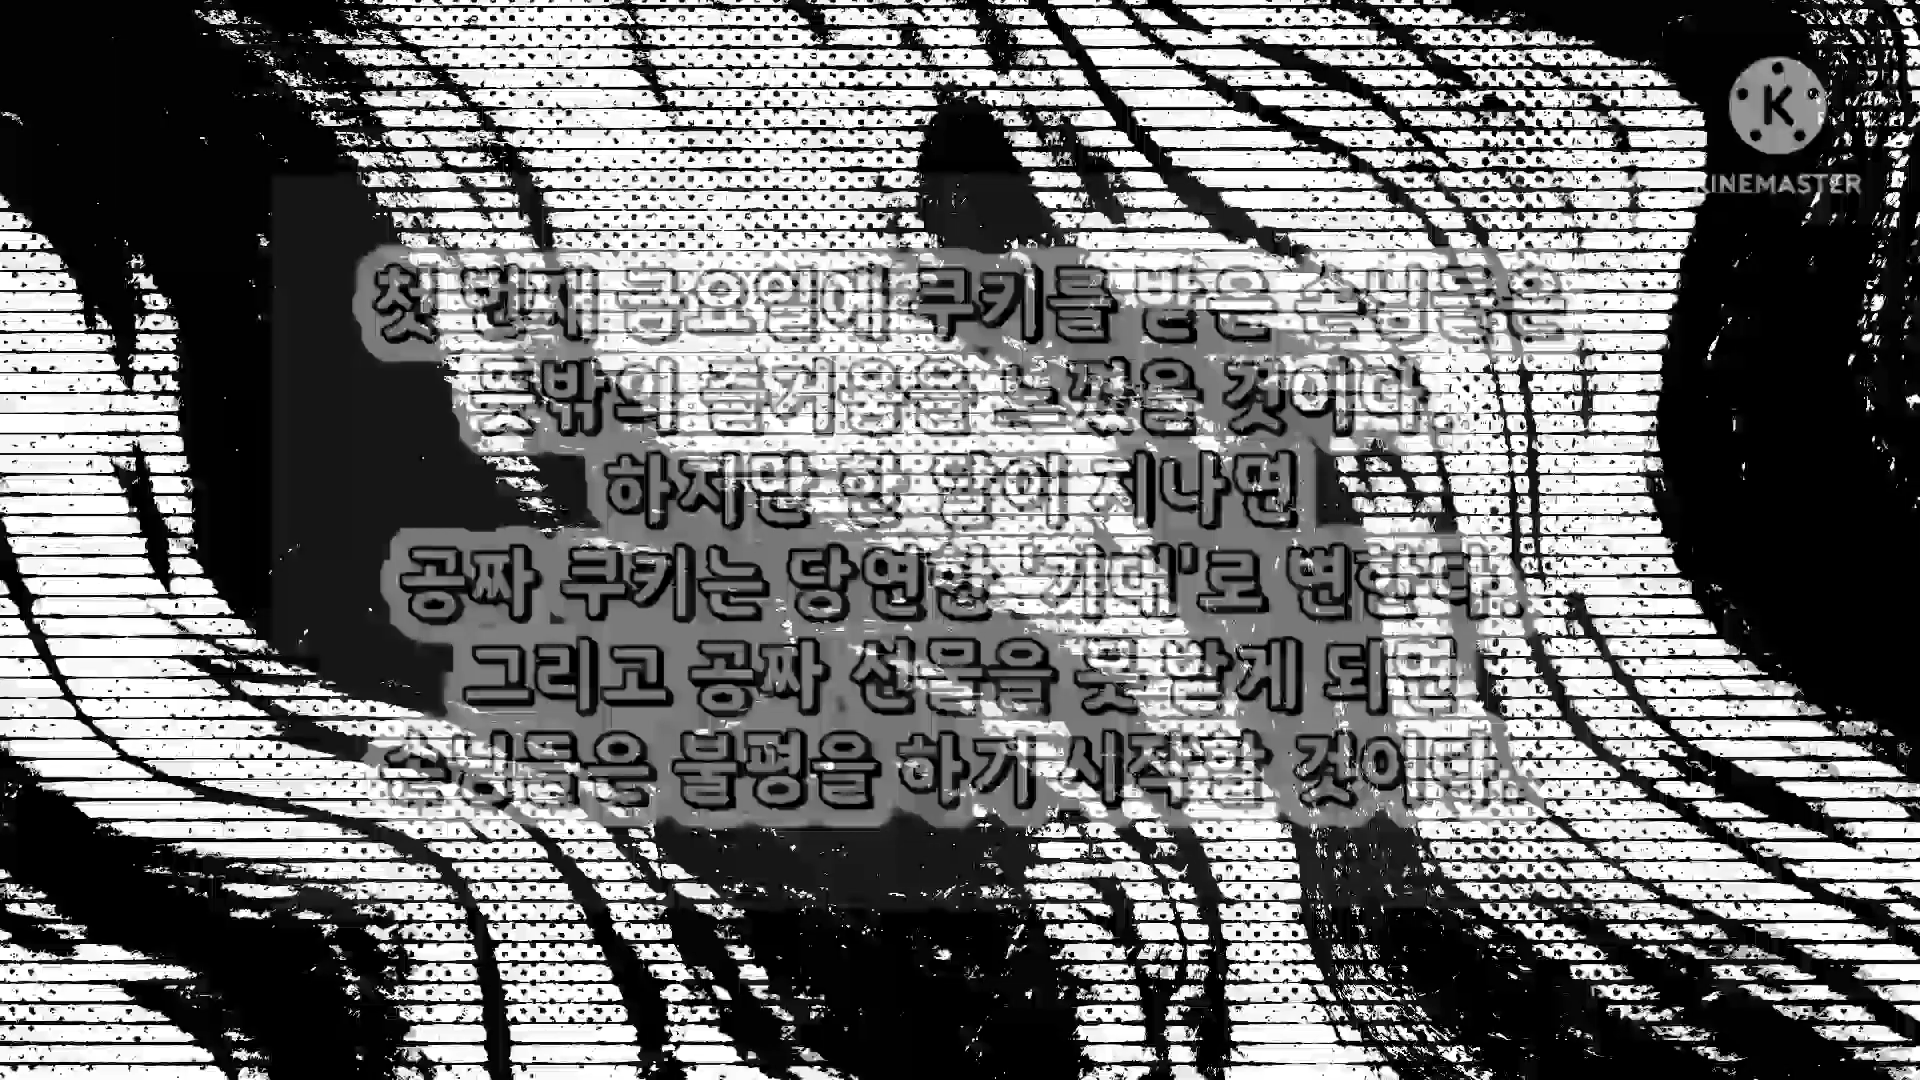 KINEMASTER
첫 번째 금요일에 쿠키를 받은 손님들은
뜻밖의 즐거움을 느꼈을 것이다.
하지만 한 달이 지나면
공짜 쿠키는 당연한 '기대'로 변한다.
그리고 공짜 선물을 못 받게 되면
손님들은 불평을 하기 시작할 것이다.